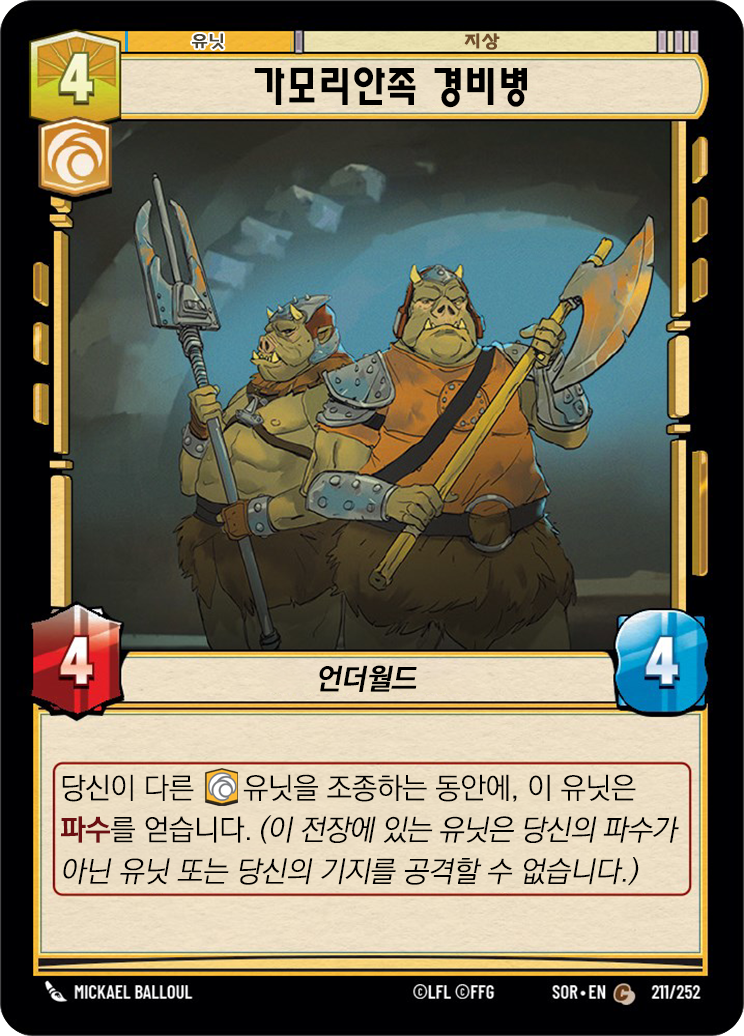 유닛
지상
4
가모리안족 경비병
4
언더월드
4
당신이 다른 유닛을 조종하는 동안에, 이 유닛은
파수를 얻습니다. (이 전장에 있는 유닛은 당신의 파수가
아닌 유닛 또는 당신의 기지를 공격할 수 없습니다.)
MICKAEL BALLOUL
©LFL ©FFG
SOR•EN C 211/252